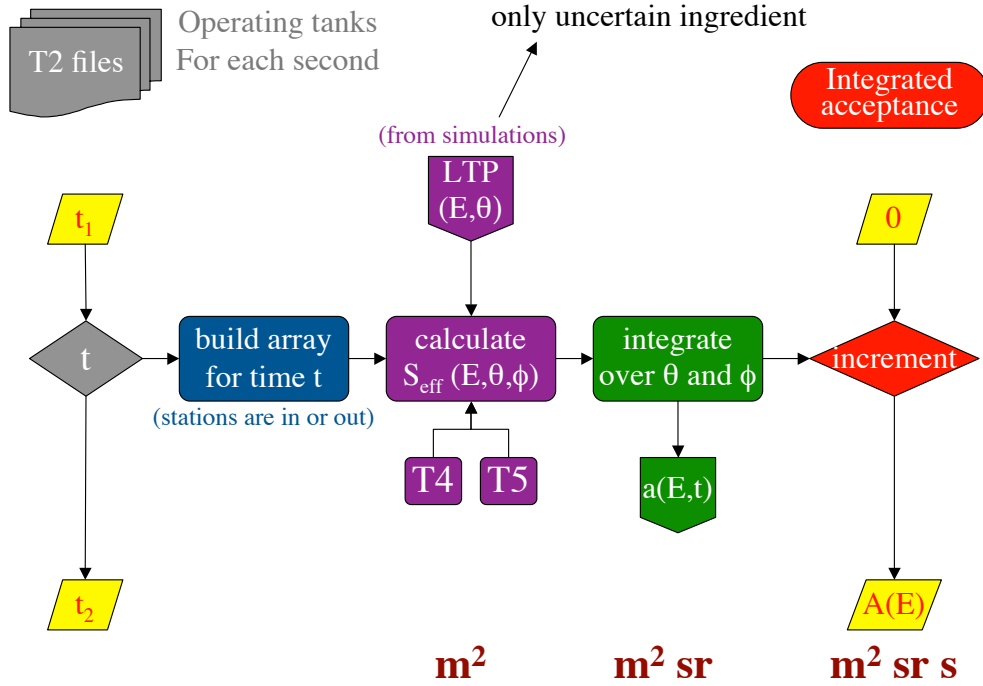 only uncertain ingredient
Operating tanks
For each second
T2 files
Integrated
acceptance
(from simulations)
LTP
(E,θ)
t₁
0
t
build array
for time t
calculate
S_eff (E,θ,ϕ)
integrate
over θ and ϕ
increment
(stations are in or out)
T4
T5
a(E,t)
t₂
A(E)
m²
m² sr
m² sr s